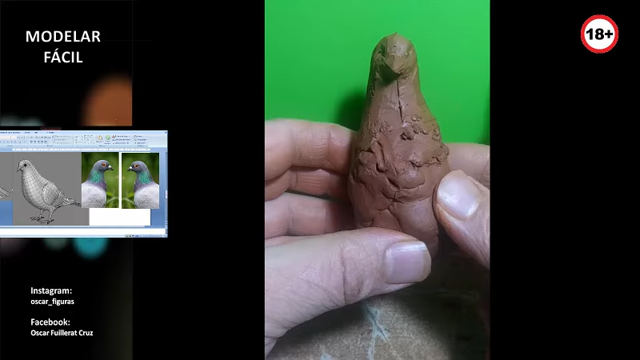 MODELAR
FÁCIL
18+
Instagram:
oscar_figuras
Facebook:
Oscar Fuillerat Cruz